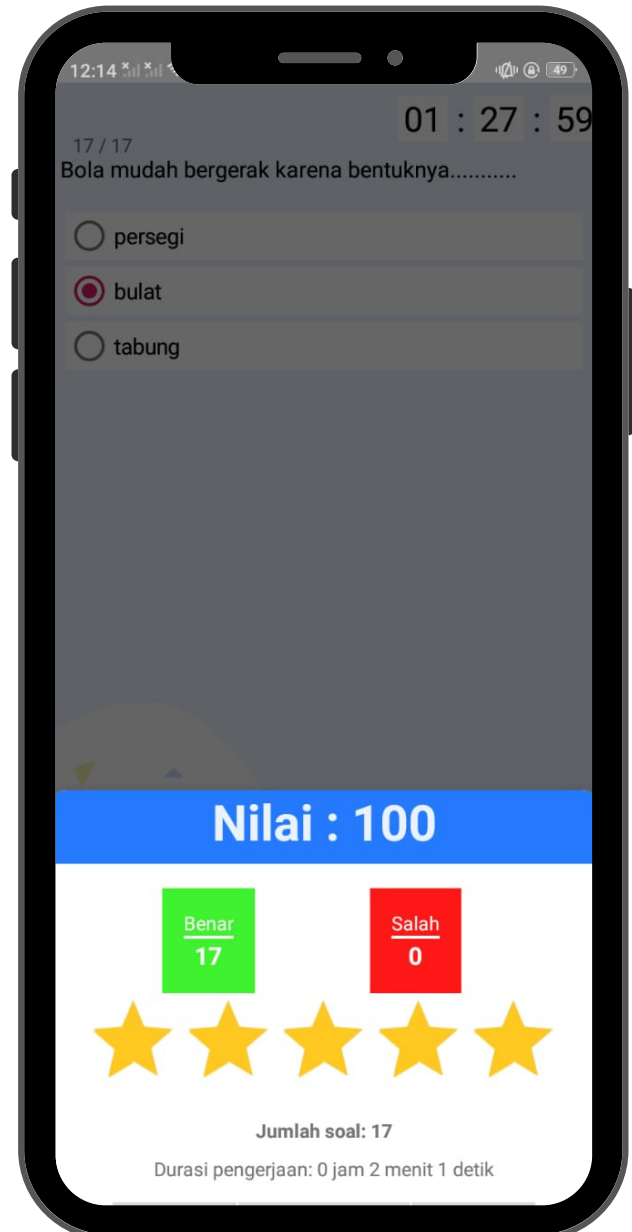 12:14
49
01 : 27 : 59
17 / 17
Bola mudah bergerak karena bentuknya...........
persegi
bulat
tabung
Nilai : 100
Benar
17
Salah
0
Jumlah soal: 17
Durasi pengerjaan: 0 jam 2 menit 1 detik